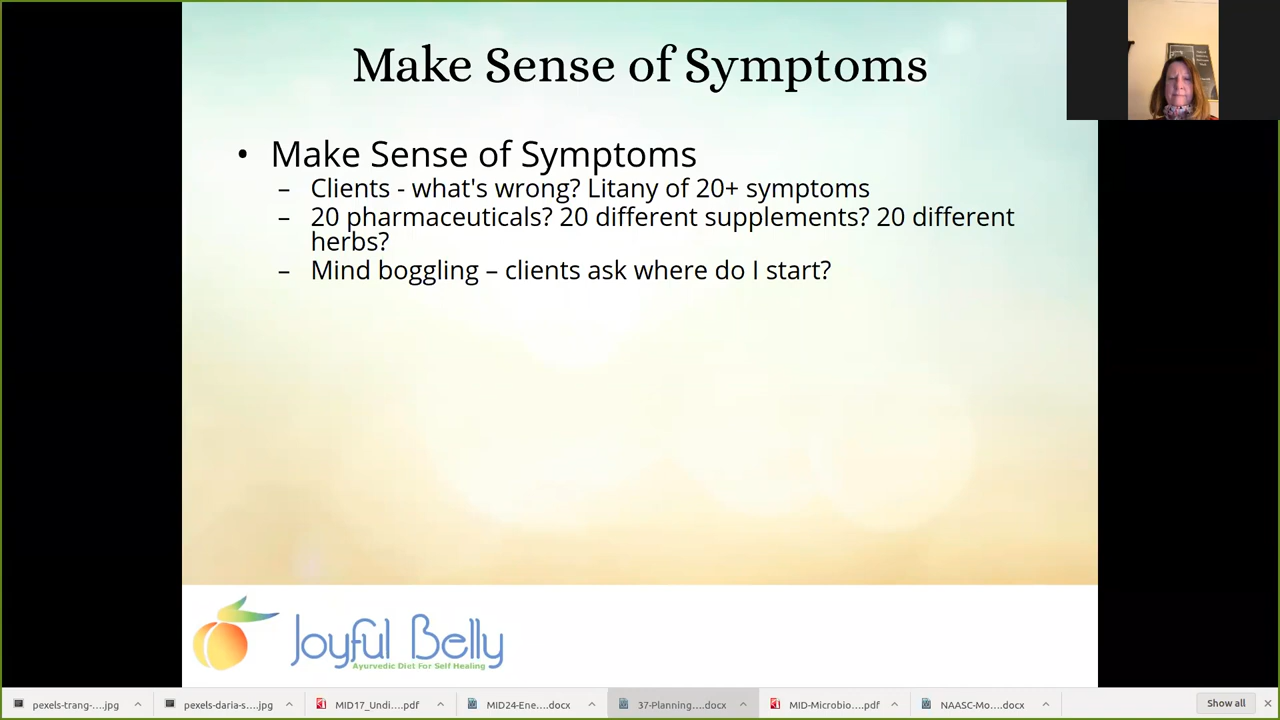 Make Sense of Symptoms
• Make Sense of Symptoms
– Clients - what's wrong? Litany of 20+ symptoms
– 20 pharmaceuticals? 20 different supplements? 20 different
herbs?
– Mind boggling – clients ask where do I start?
Joyful Belly
Ayurvedic Diet For Self Healing
pexels-trang-....jpg
pexels-daria-s....jpg
MID17_Undi....pdf
MID24-Ene....docx
37-Planning....docx
MID-Microbio....pdf
NAASC-Mo....docx
Show all